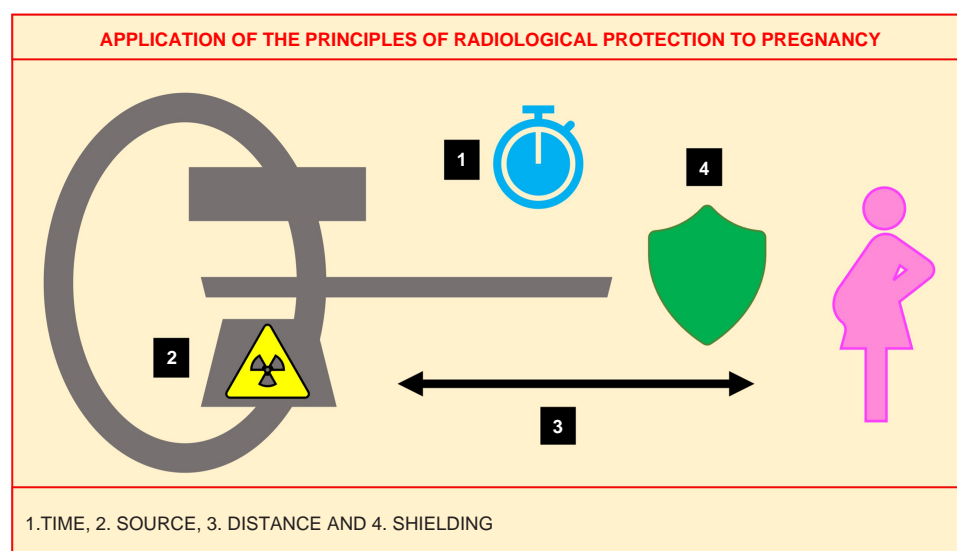 APPLICATION OF THE PRINCIPLES OF RADIOLOGICAL PROTECTION TO PREGNANCY
1
4
2
3
1.TIME, 2. SOURCE, 3. DISTANCE AND 4. SHIELDING